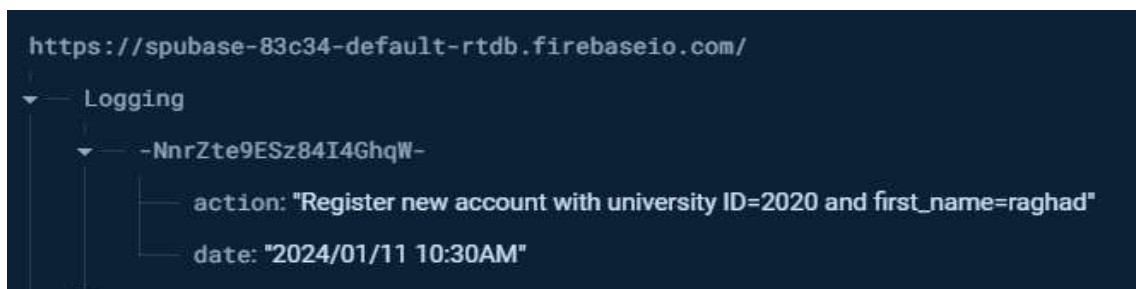 https://spubase-83c34-default-rtdb.firebaseio.com/
Logging
-NnrZte9ESz84I4GhqW-
action: "Register new account with university ID=2020 and first_name=raghad"
date: "2024/01/11 10:30AM"